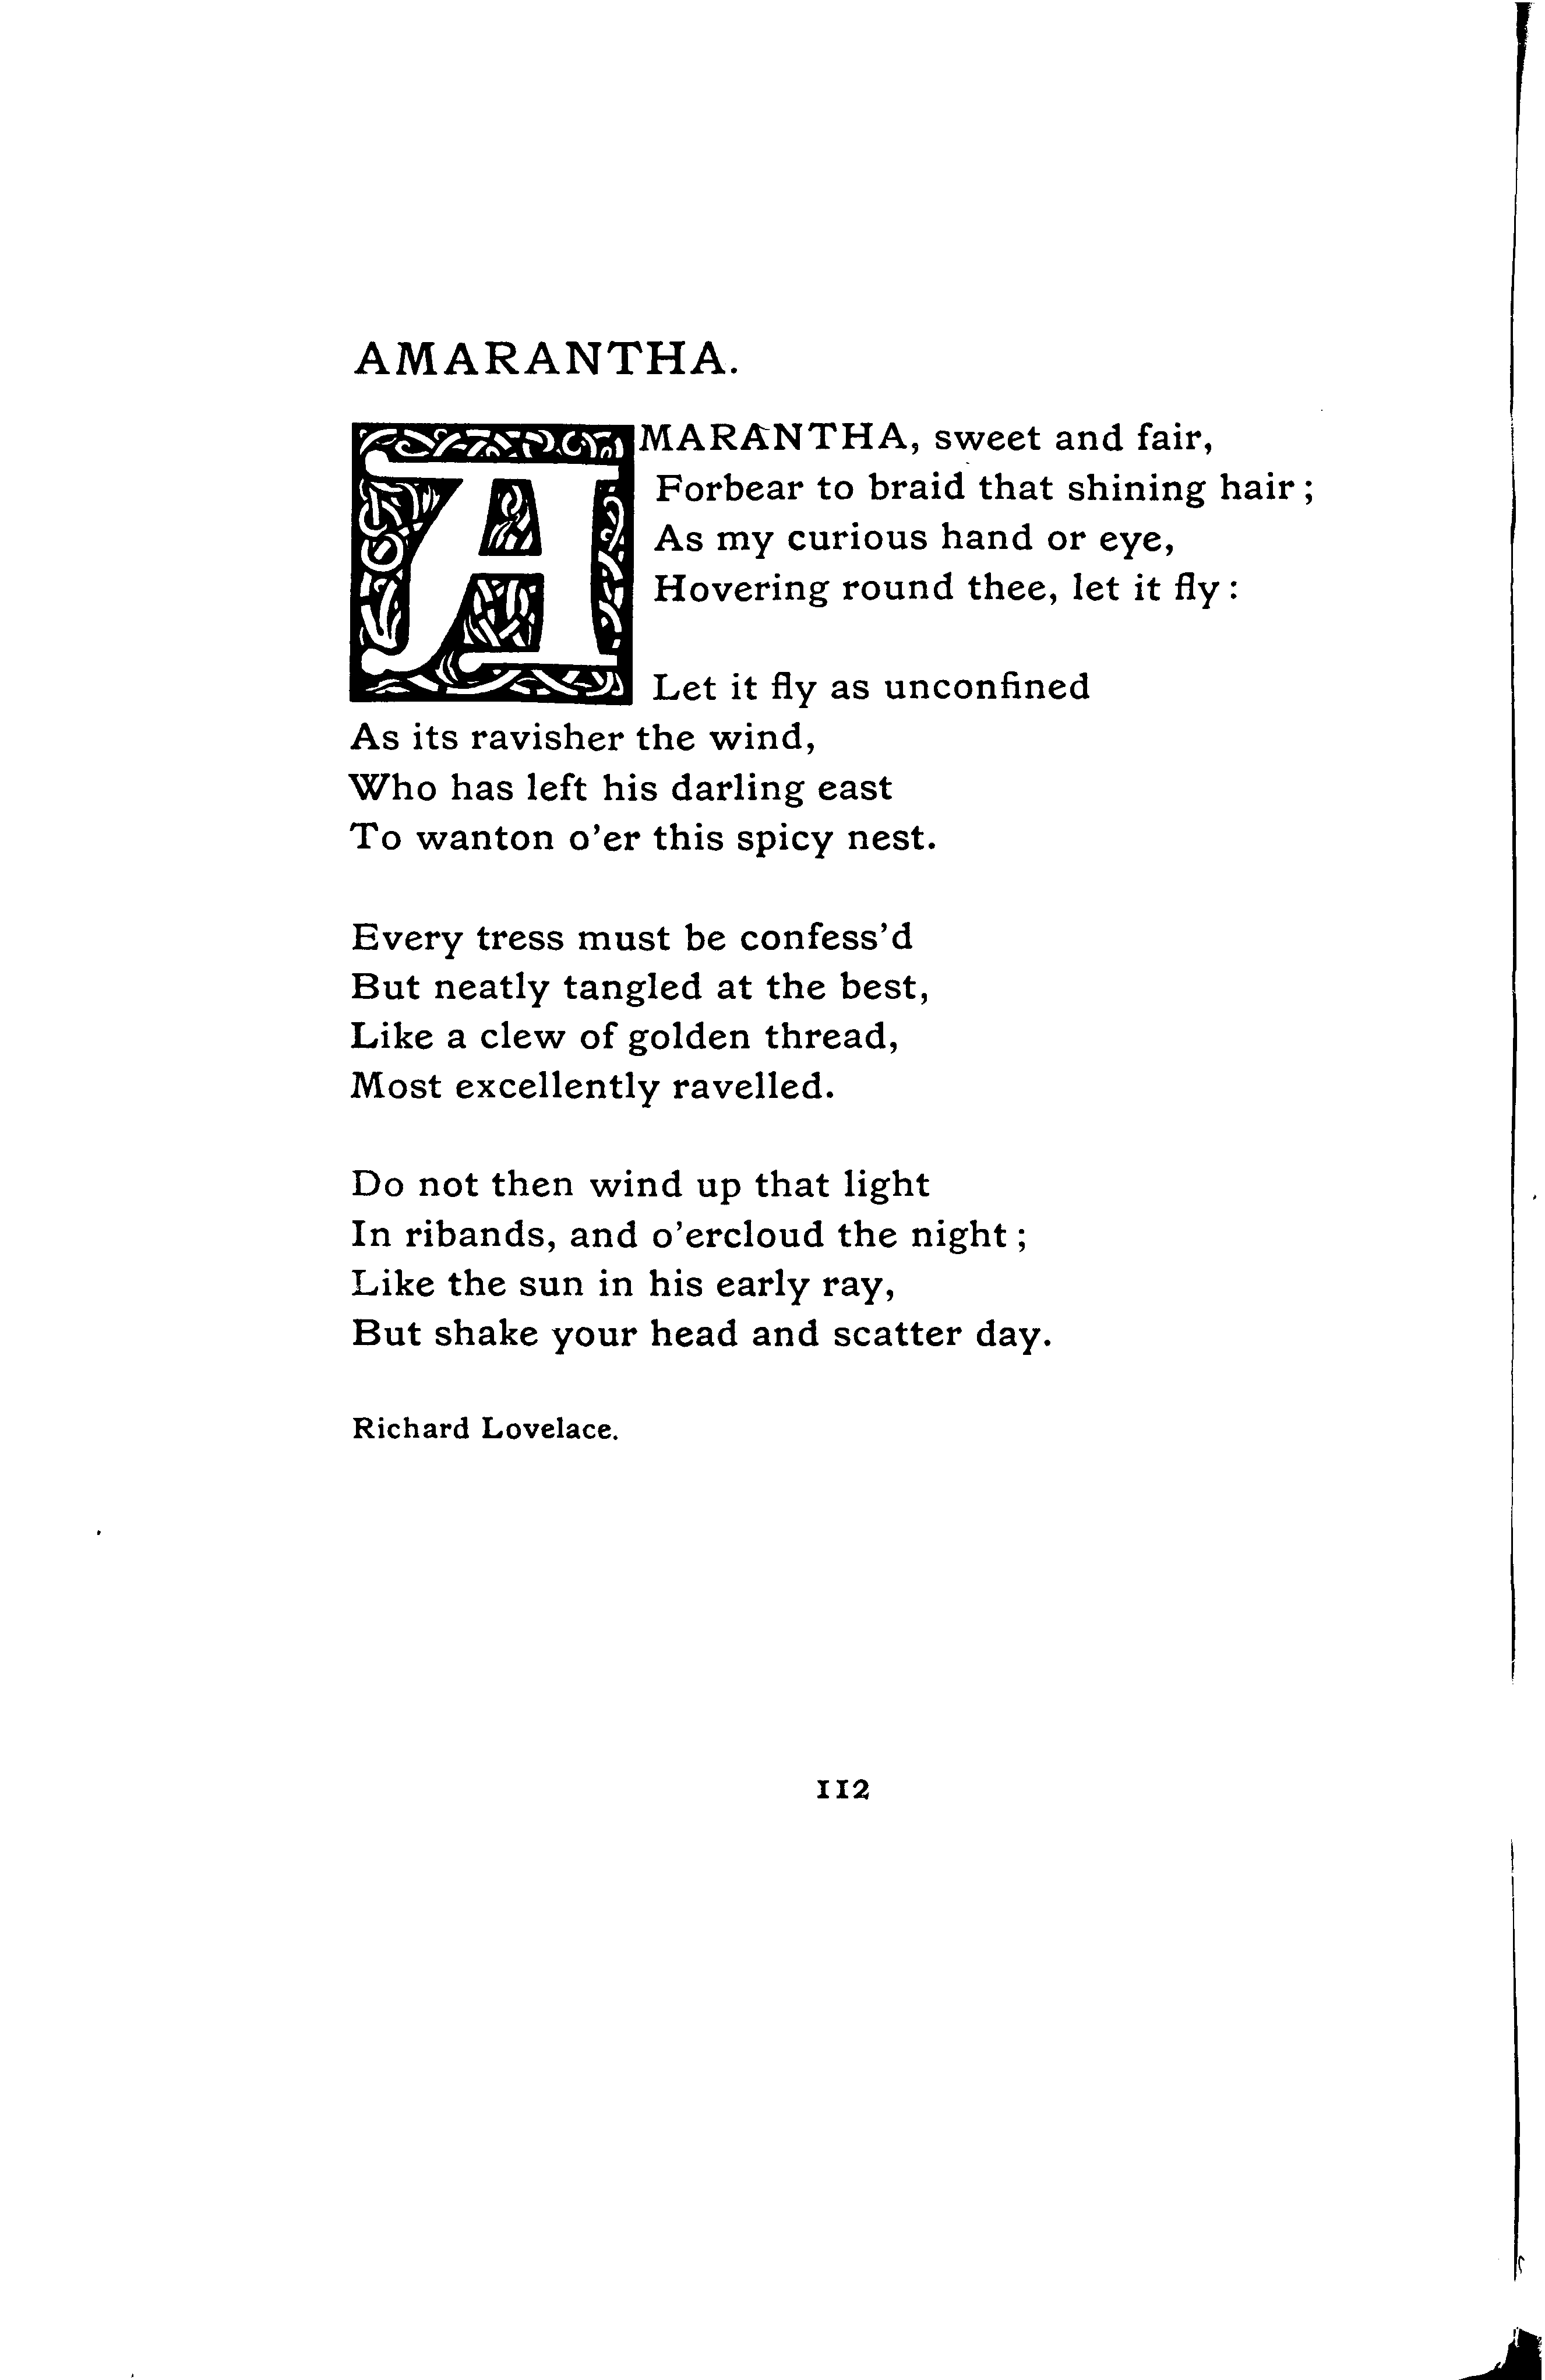 AMARANTHA.
AMARANTHA, sweet and fair,
Forbear to braid that shining hair;
As my curious hand or eye,
Hovering round thee, let it fly:
Let it fly as unconfined
As its ravisher the wind,
Who has left his darling east
To wanton o'er this spicy nest.
Every tress must be confess'd
But neatly tangled at the best,
Like a clew of golden thread,
Most excellently ravelled.
Do not then wind up that light
In ribands, and o'ercloud the night;
Like the sun in his early ray,
But shake your head and scatter day.
Richard Lovelace.
112